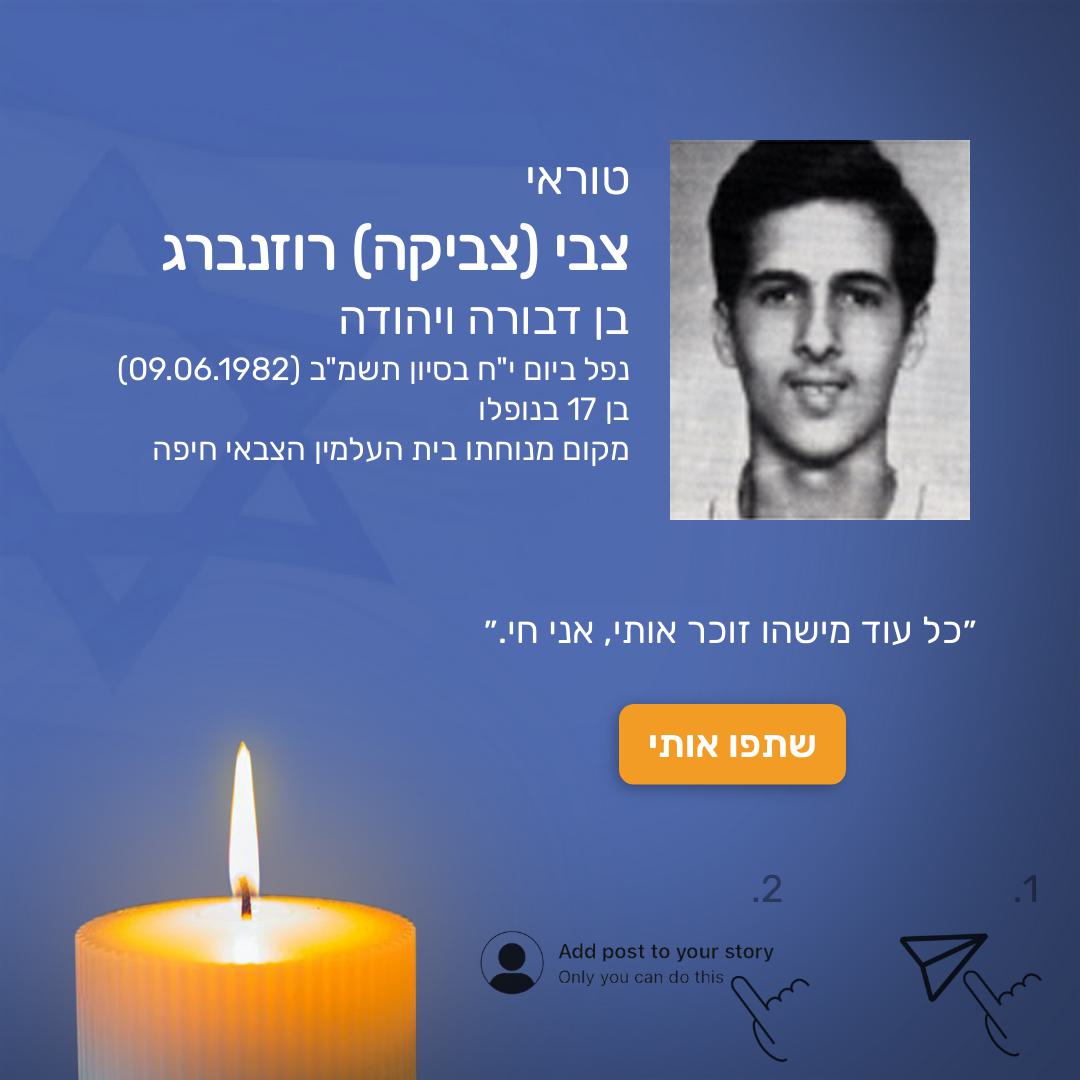 טוראי
צבי (צביקה) רוזנברג
בן דבורה ויהודה
נפל ביום י"ח בסיון תשמ"ב (09.06.1982)
בן 17 בנופלו
מקום מנוחתו בית העלמין הצבאי חיפה
״כל עוד מישהו זוכר אותי, אני חי.״
שתפו אותי
1.
2.
Add post to your story
Only you can do this